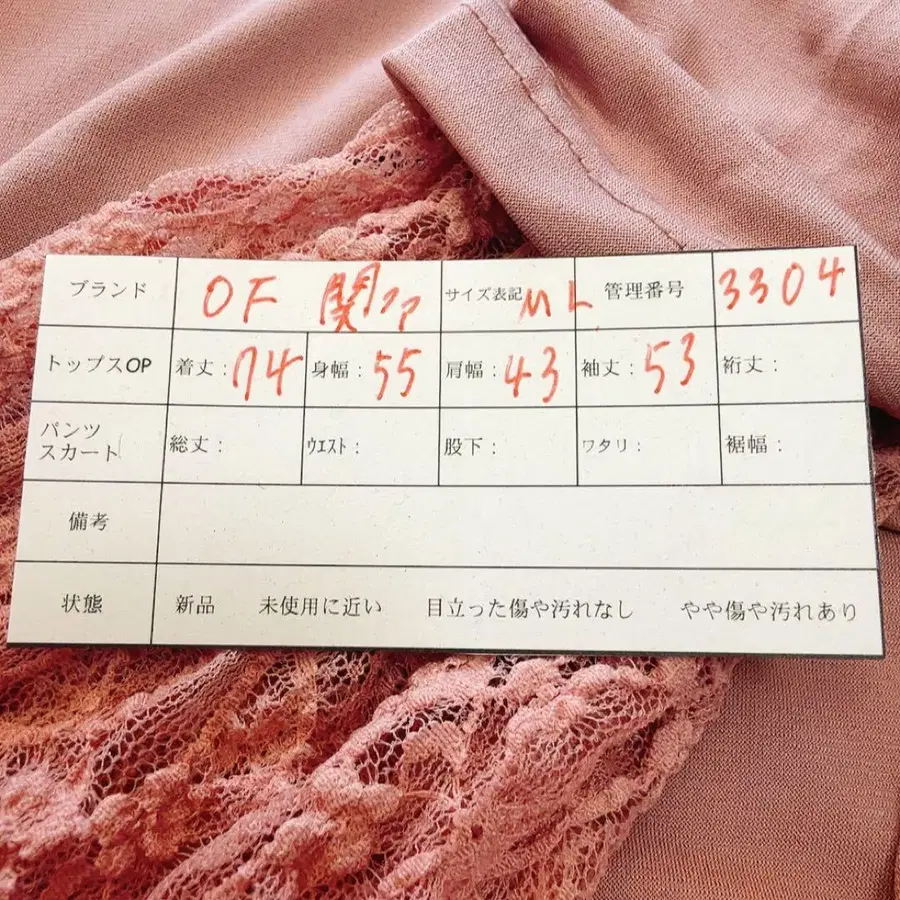 ブランド OF 関ファ サイズ表記 ML 管理番号 3304
トップスOP 着丈：74 身幅：55 肩幅：43 袖丈：53 裄丈：
パンツ
スカート 総丈： ウエスト： 股下： ワタリ： 裾幅：
備考
状態 新品 未使用に近い 目立った傷や汚れなし やや傷や汚れあり